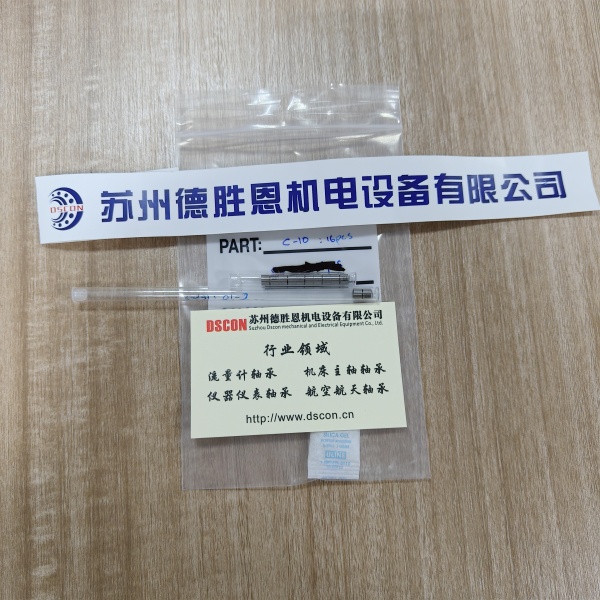 DSCON 苏州德胜恩机电设备有限公司
PART: C-10 : 16pcs
DSCON 苏州德胜恩机电设备有限公司
Suzhou Dscon mechanical and Electrical Equipment Co., Ltd.
行业领域
流量计轴承 机床主轴轴承
仪器仪表轴承 航空航天轴承
http://www.dscon.cn